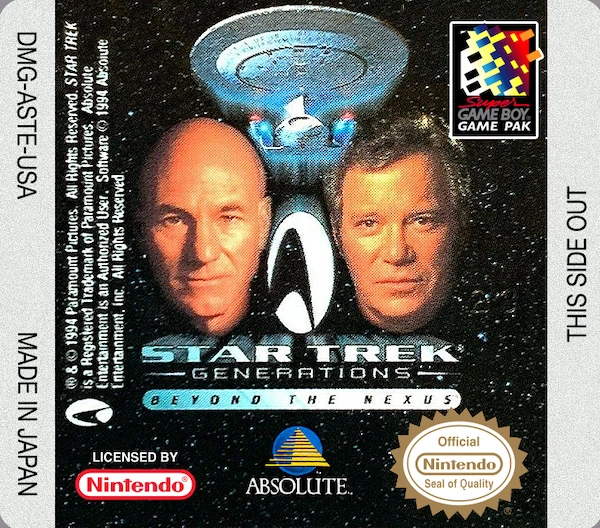 DMG-ASTE-USA
MADE IN JAPAN
® & © 1994 Paramount Pictures. All Rights Reserved. STAR TREK
is a Registered Trademark of Paramount Pictures. Absolute
Entertainment is an Authorized User. Software © 1994 Absolute
Entertainment, Inc. All Rights Reserved
Super
GAME BOY
GAME PAK
STAR TREK
GENERATIONS
BEYOND THE NEXUS
LICENSED BY
Nintendo®
ABSOLUTE™
Official
Nintendo
Seal of Quality
THIS SIDE OUT